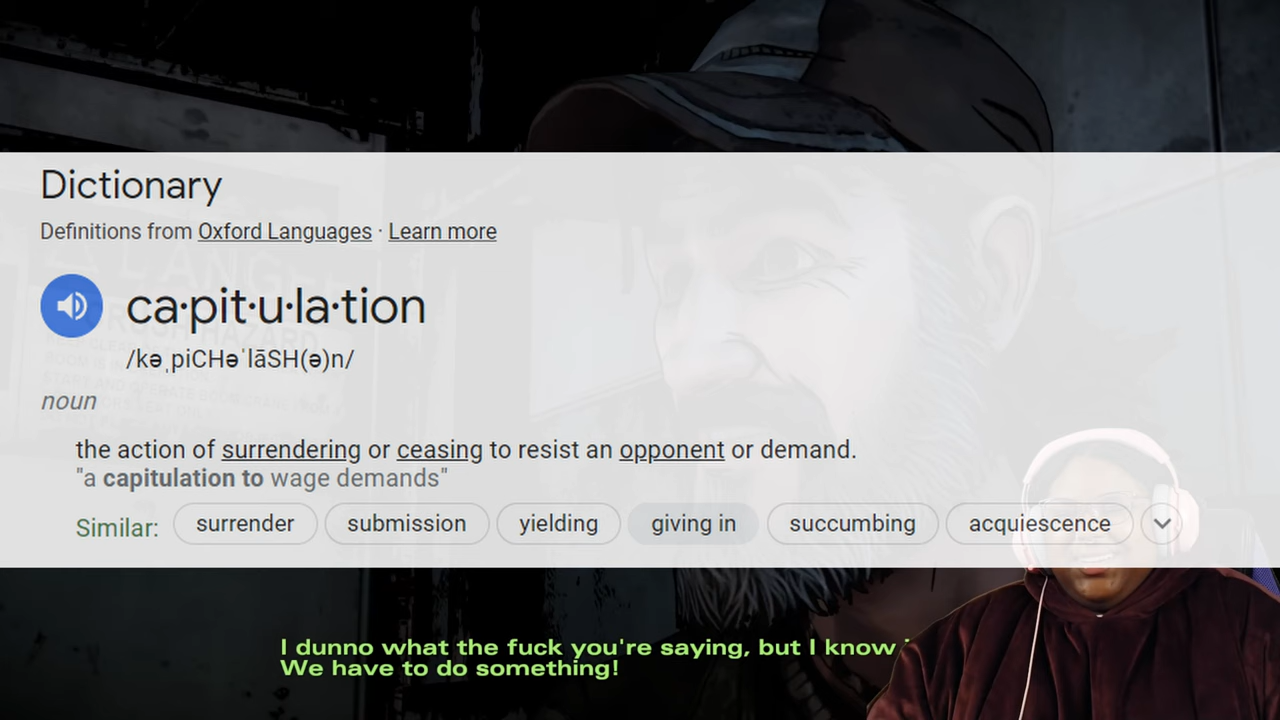 Dictionary
Definitions from Oxford Languages · Learn more
ca·pit·u·la·tion
/kəˌpiCHəˈlāSH(ə)n/
noun
the action of surrendering or ceasing to resist an opponent or demand.
"a capitulation to wage demands"
Similar: surrender submission yielding giving in succumbing acquiescence
I dunno what the fuck you're saying, but I know
We have to do something!